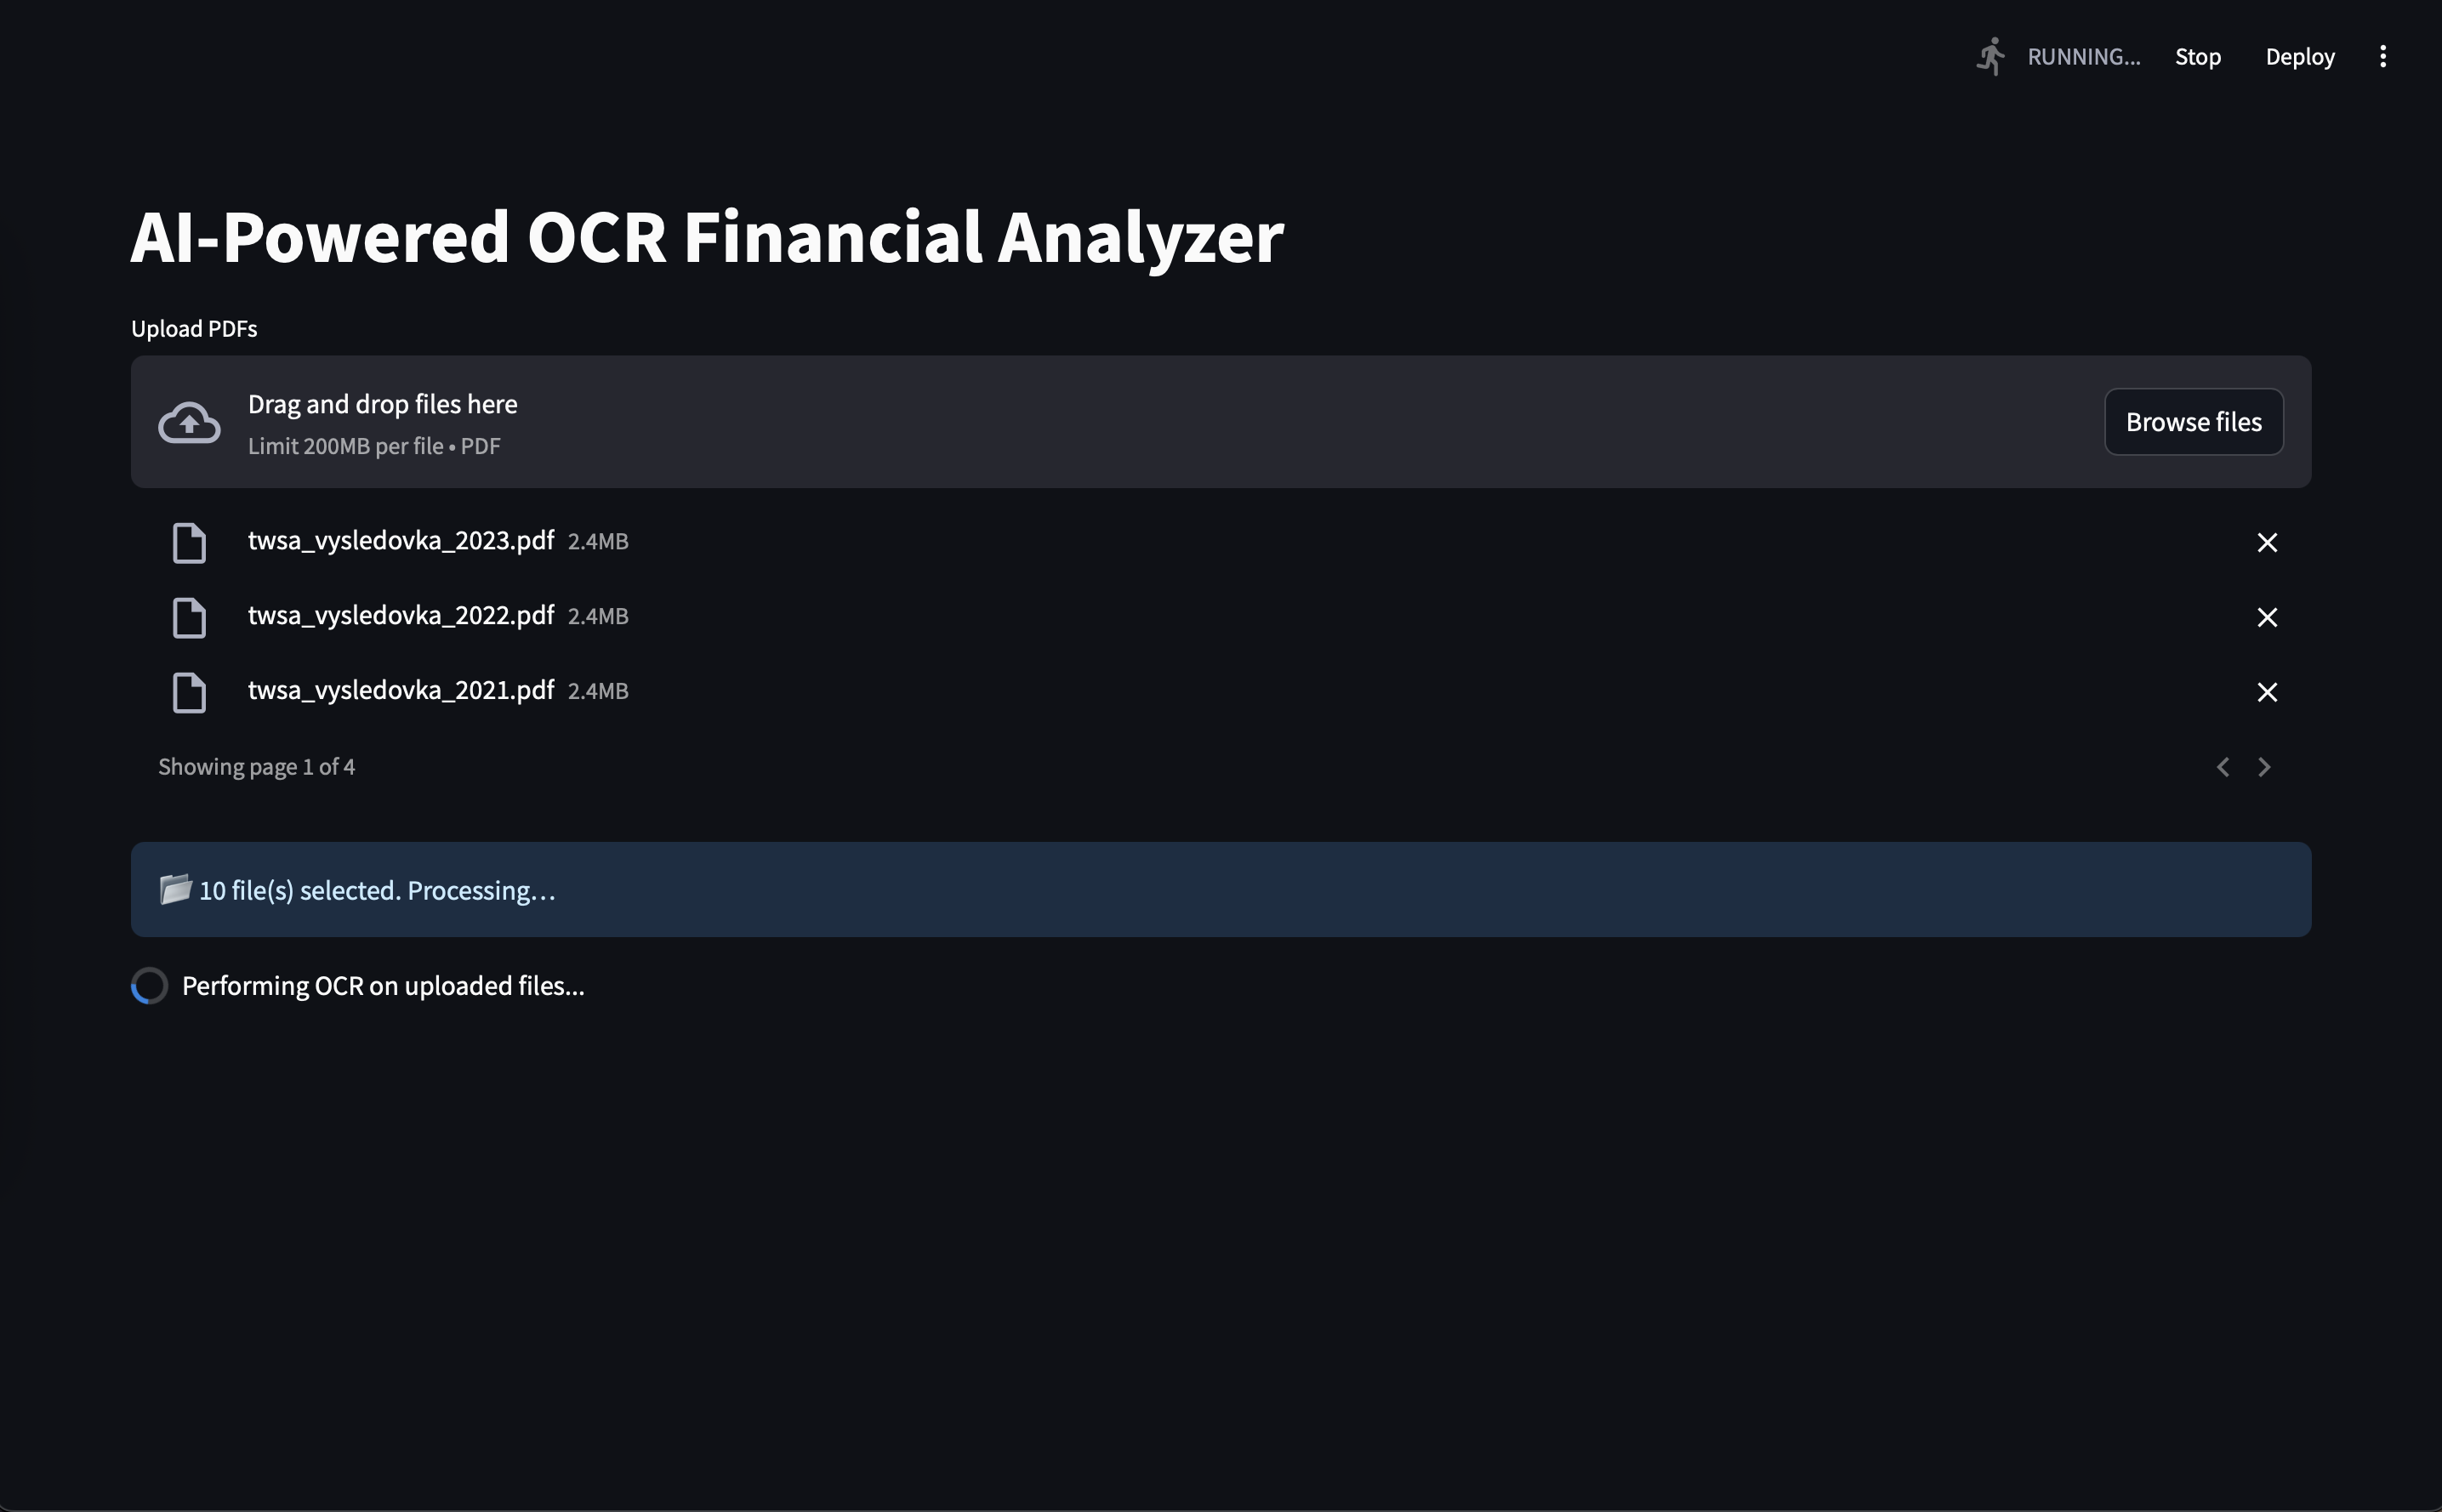 RUNNING... Stop Deploy
AI-Powered OCR Financial Analyzer
Upload PDFs
Drag and drop files here
Limit 200MB per file • PDF
Browse files
twsa_vysledovka_2023.pdf 2.4MB
twsa_vysledovka_2022.pdf 2.4MB
twsa_vysledovka_2021.pdf 2.4MB
Showing page 1 of 4
10 file(s) selected. Processing...
Performing OCR on uploaded files...